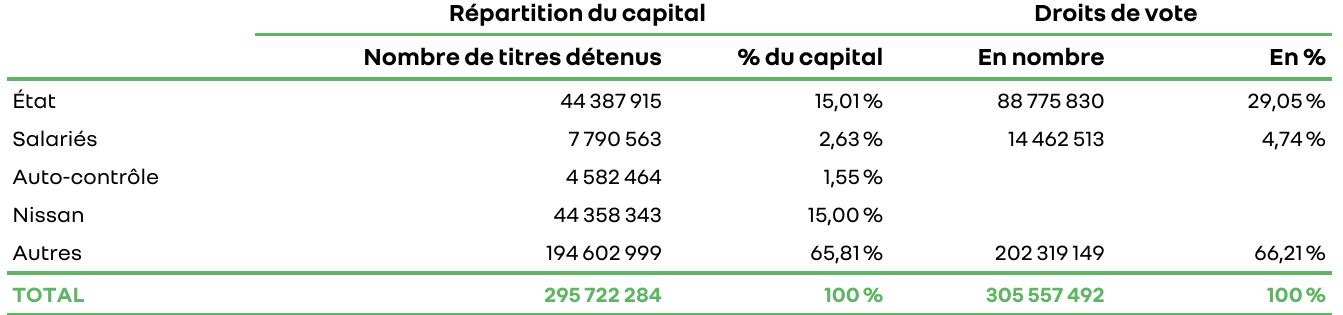 Répartition du capital Droits de vote
Nombre de titres détenus % du capital En nombre En %
État 44 387 915 15,01 % 88 775 830 29,05 %
Salariés 7 790 563 2,63 % 14 462 513 4,74 %
Auto-contrôle 4 582 464 1,55 %
Nissan 44 358 343 15,00 %
Autres 194 602 999 65,81 % 202 319 149 66,21 %
TOTAL 295 722 284 100 % 305 557 492 100 %